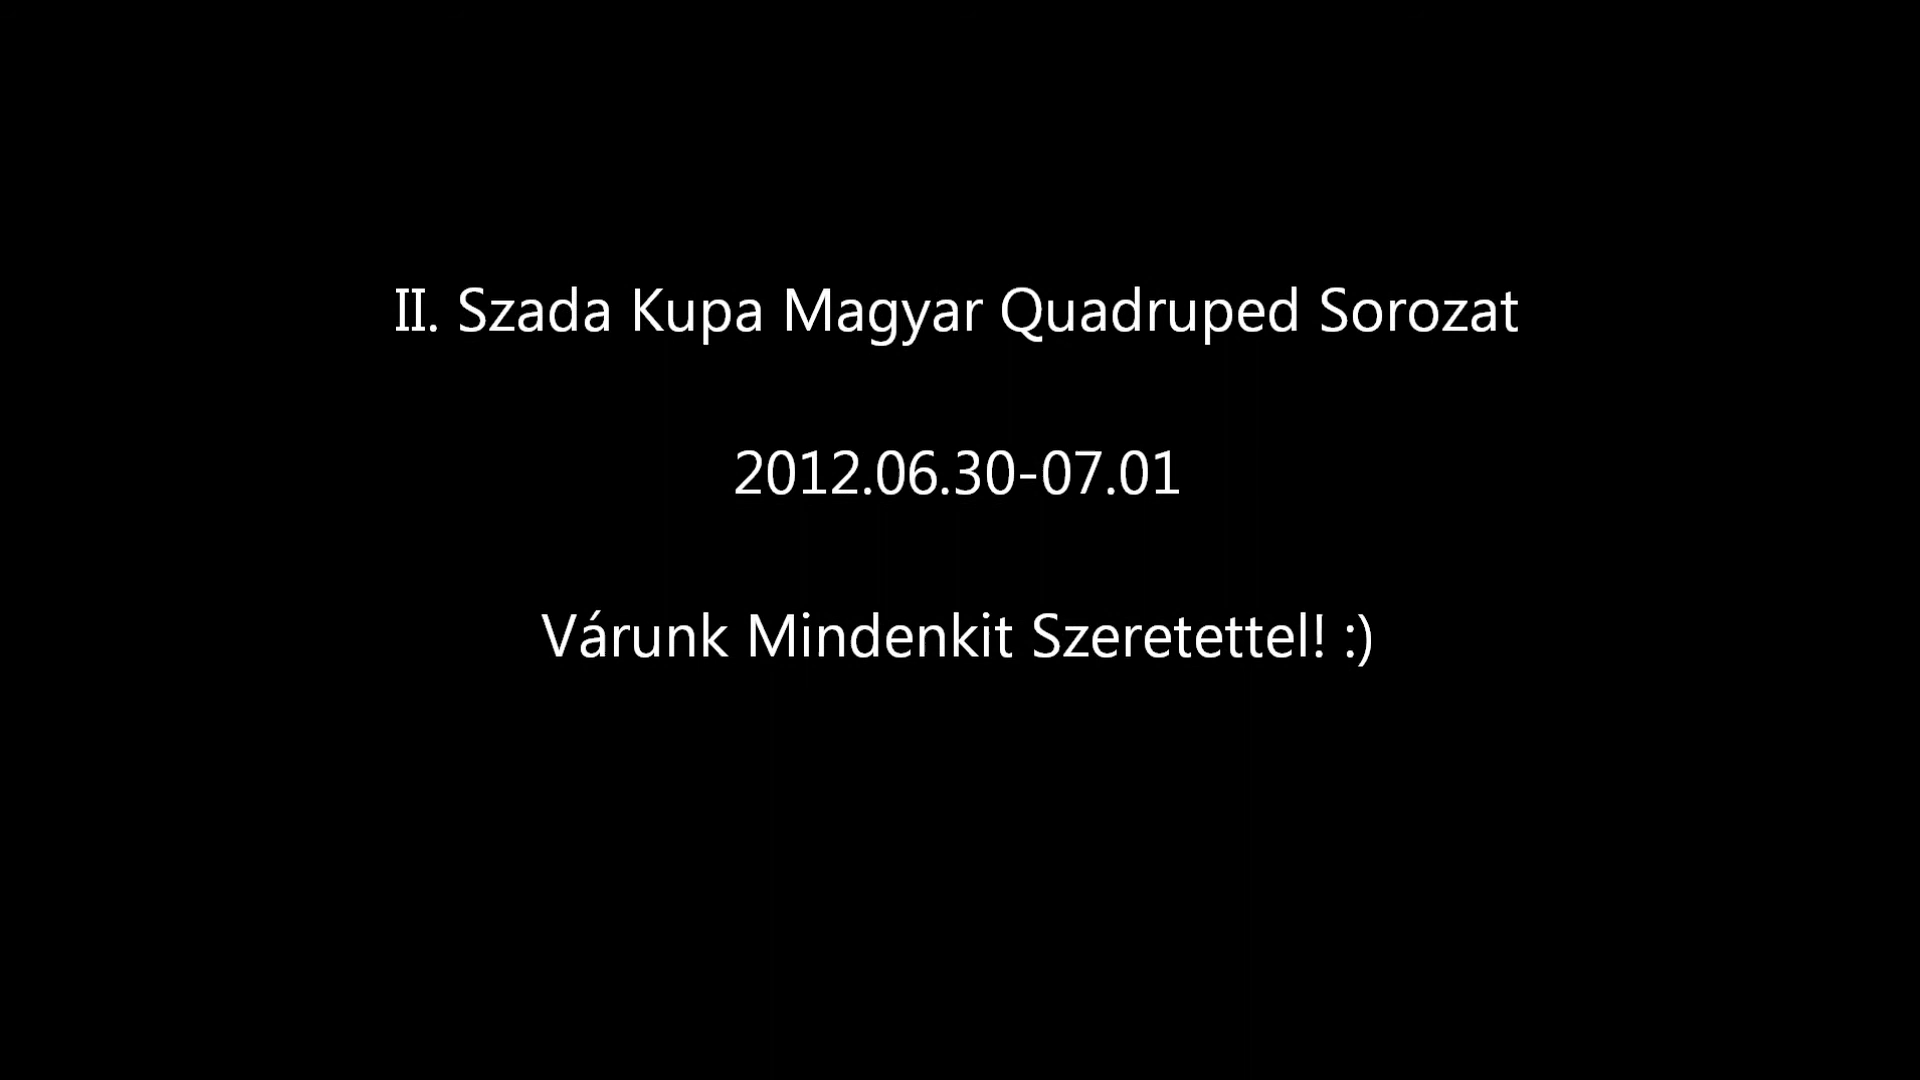 II. Szada Kupa Magyar Quadruped Sorozat
2012.06.30-07.01
Várunk Mindenkit Szeretettel! :)